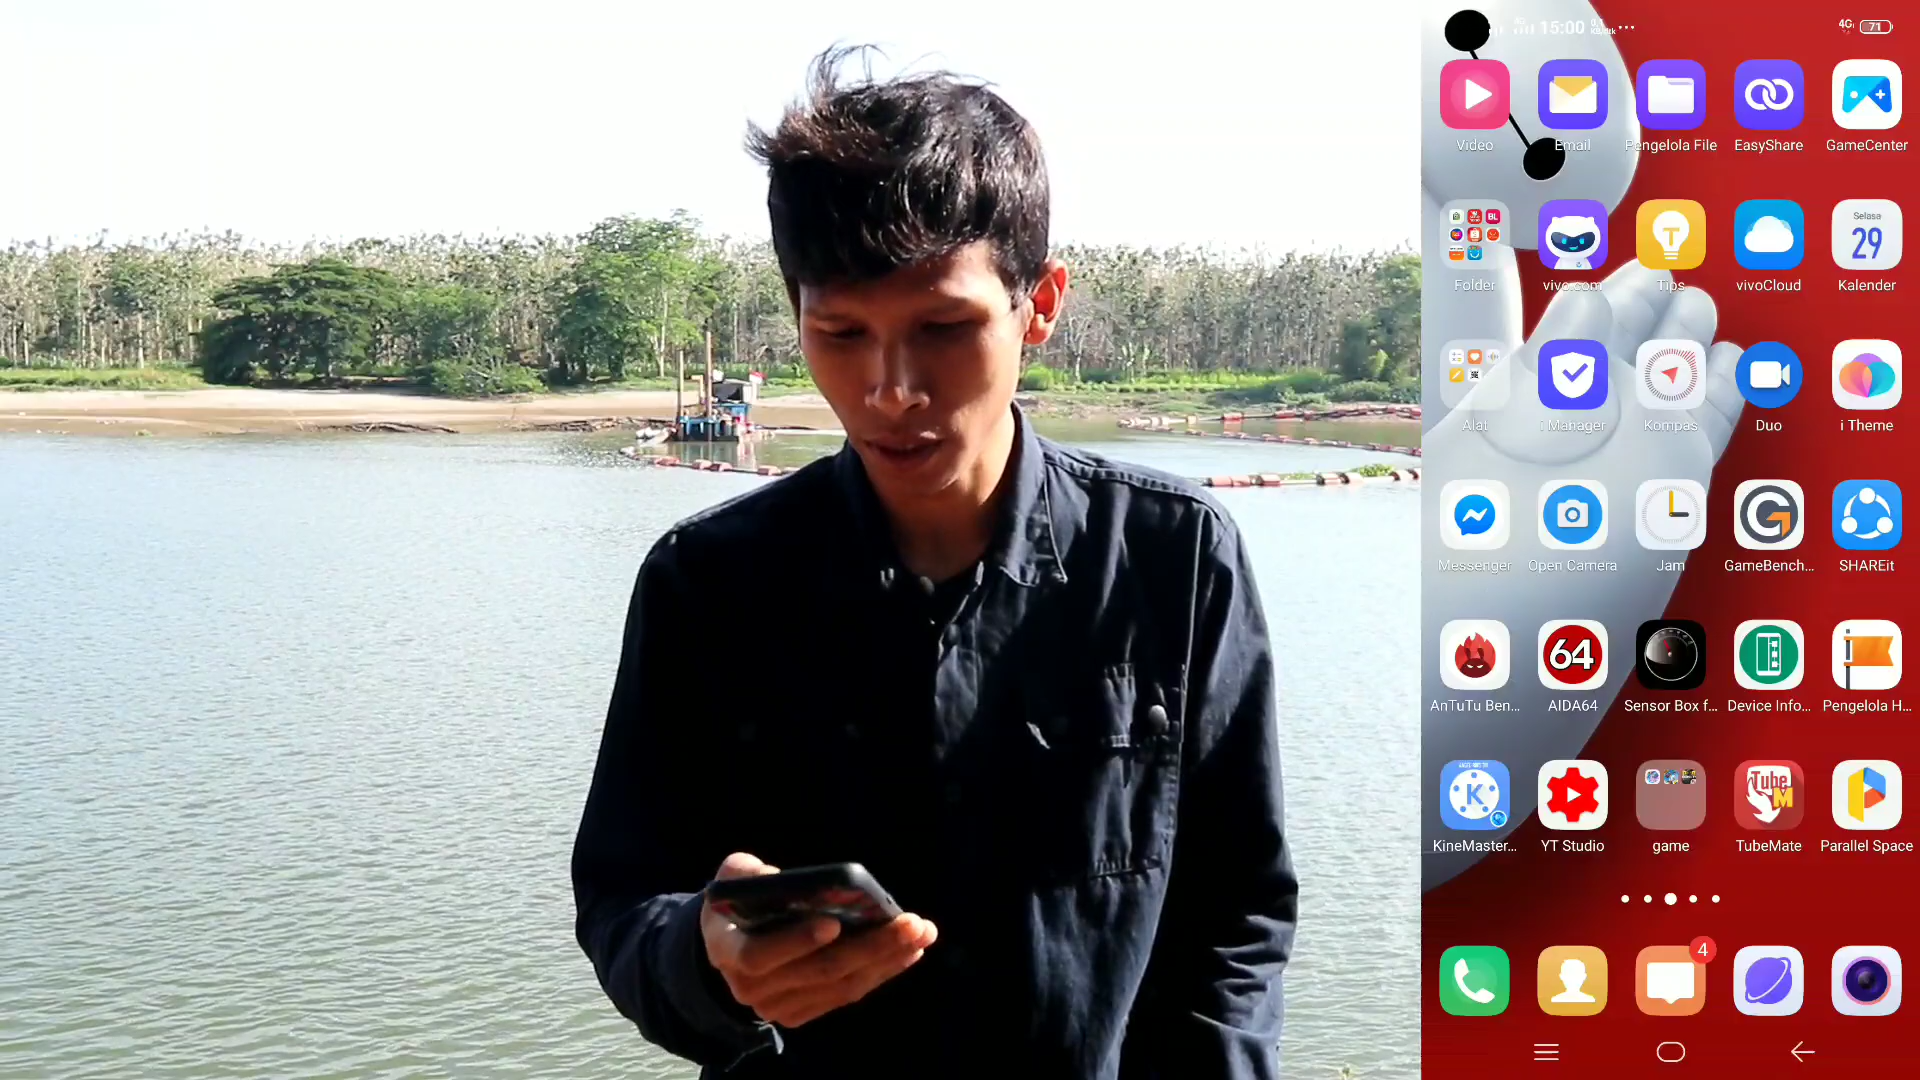 15:00
4G
71
Video
Email
Pengelola File
EasyShare
GameCenter
Selasa
29
Folder
vivo.com
Tips
vivoCloud
Kalender
Alat
i Manager
Kompas
Duo
i Theme
Messenger
Open Camera
Jam
GameBench...
SHAREit
64
AnTuTu Ben...
AIDA64
Sensor Box f...
Device Info...
Pengelola H...
K
Tube
M
KineMaster...
YT Studio
game
TubeMate
Parallel Space
4